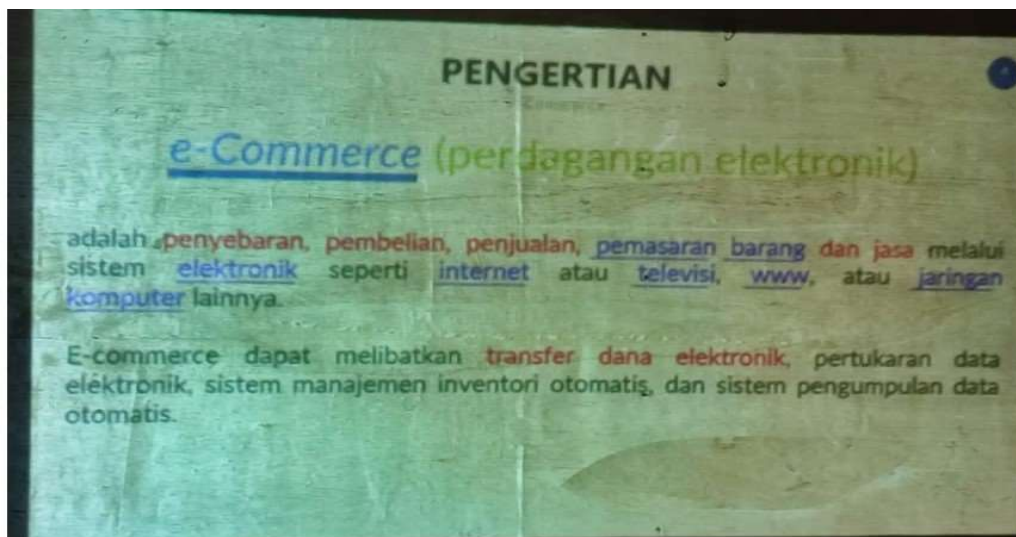 PENGERTIAN
e-Commerce (perdagangan elektronik)
adalah penyebaran, pembelian, penjualan, pemasaran barang dan jasa melalui
sistem elektronik seperti internet atau televisi, www, atau jaringan
komputer lainnya.
E-commerce dapat melibatkan transfer dana elektronik, pertukaran data
elektronik, sistem manajemen inventori otomatis, dan sistem pengumpulan data
otomatis.